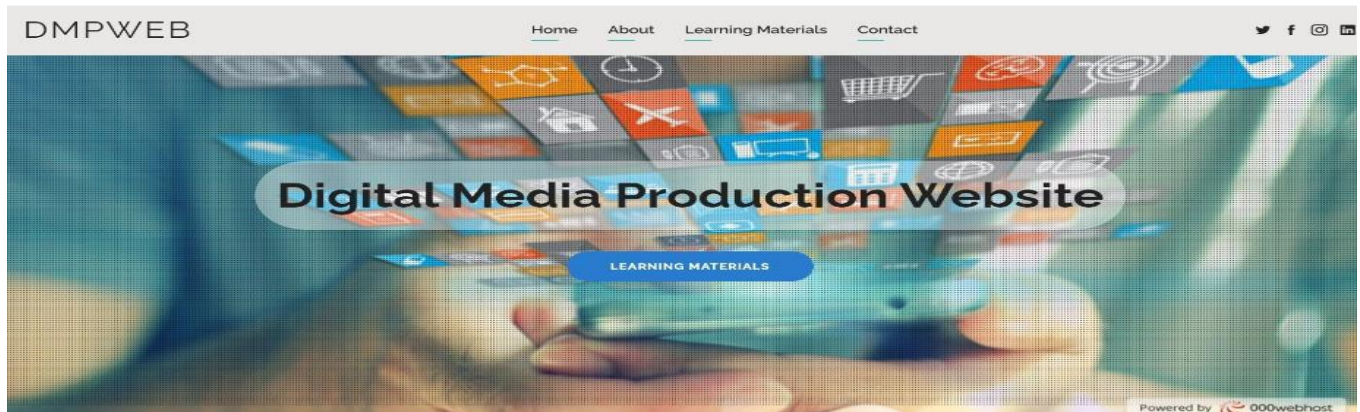 DMPWEB
Home About Learning Materials Contact
Digital Media Production Website
LEARNING MATERIALS
Powered by 000webhost